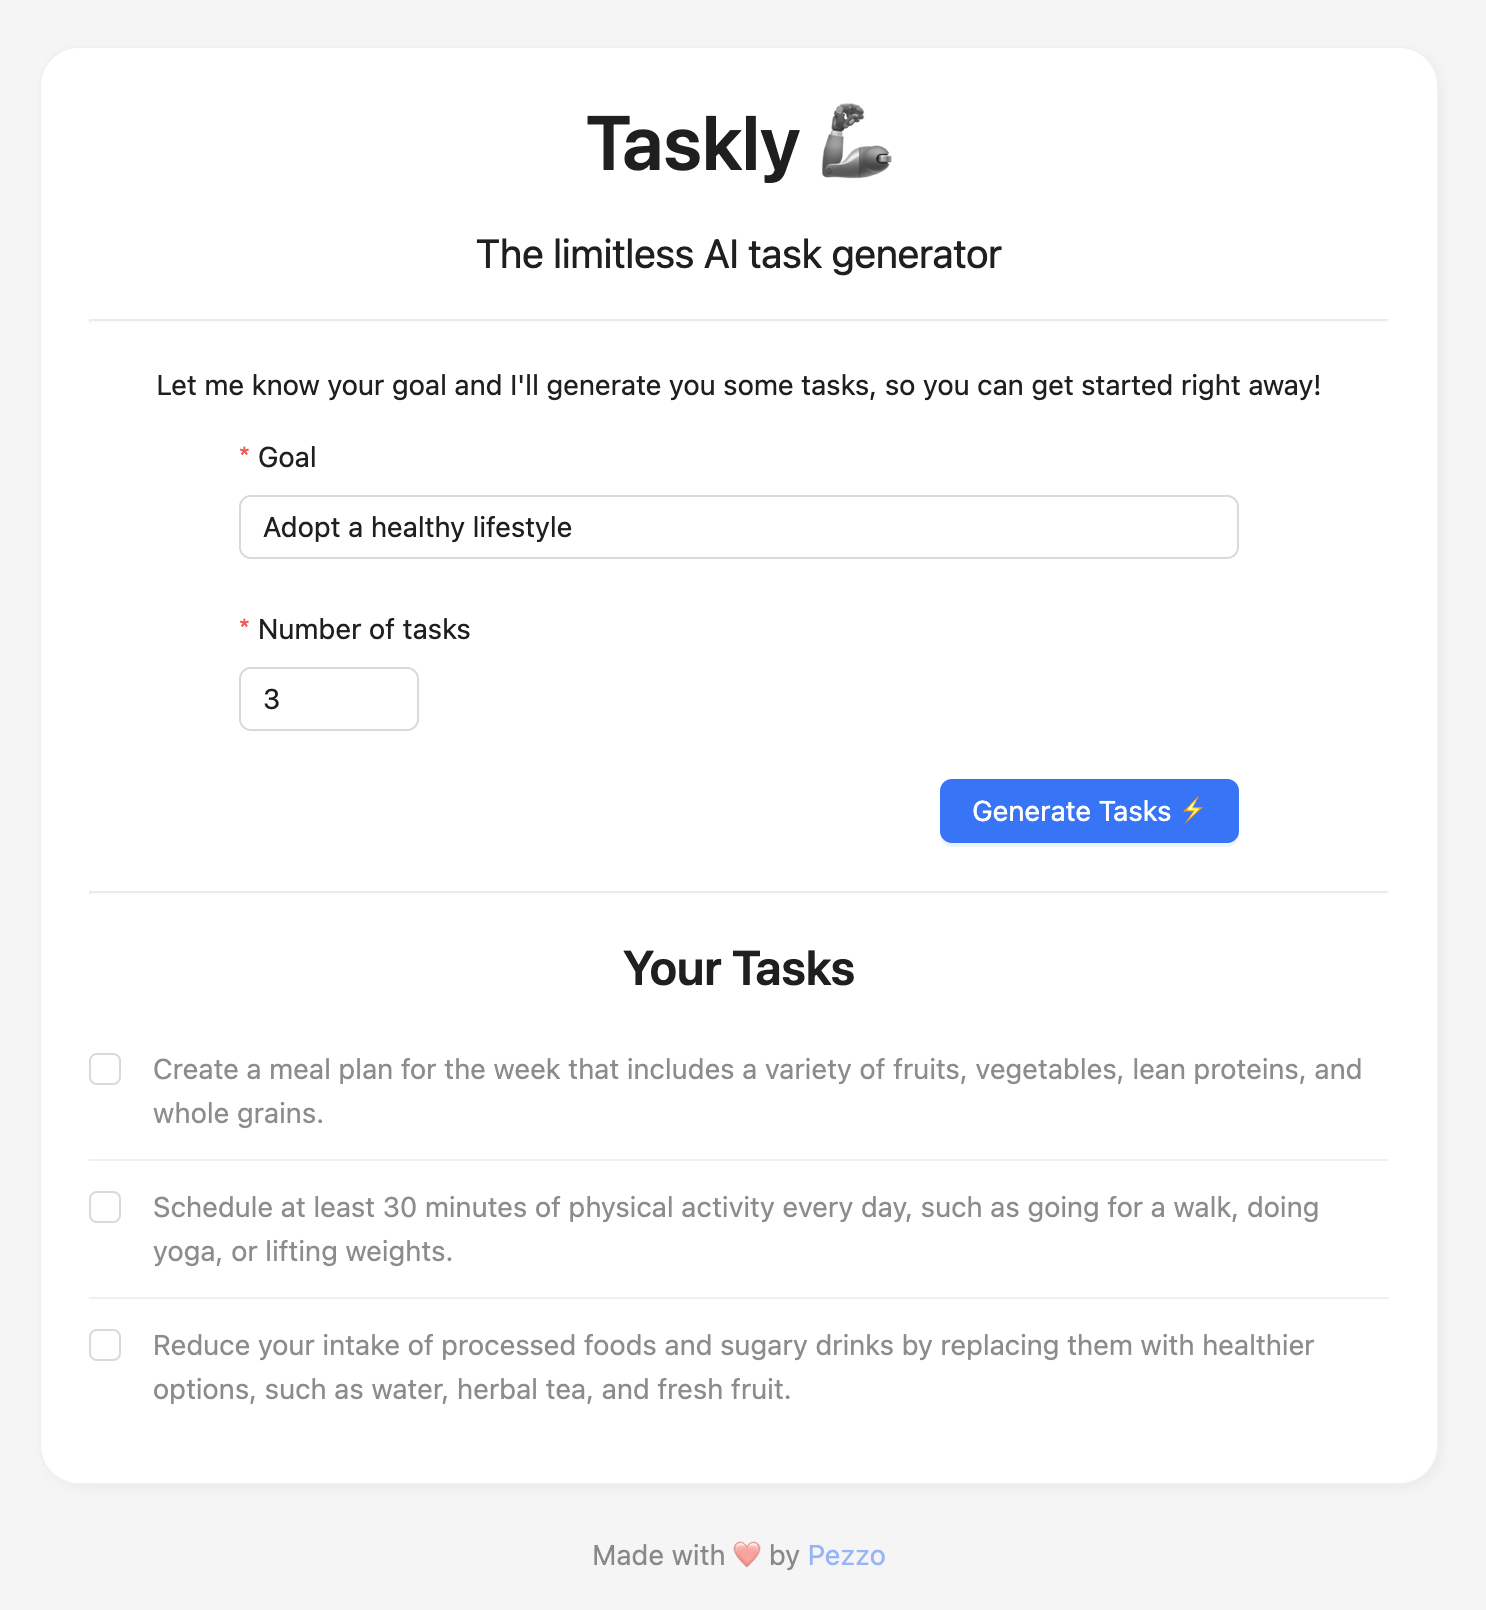 Taskly 🦾
The limitless AI task generator
Let me know your goal and I'll generate you some tasks, so you can get started right away!
* Goal
Adopt a healthy lifestyle
* Number of tasks
3
Generate Tasks ⚡
Your Tasks
Create a meal plan for the week that includes a variety of fruits, vegetables, lean proteins, and
whole grains.
Schedule at least 30 minutes of physical activity every day, such as going for a walk, doing
yoga, or lifting weights.
Reduce your intake of processed foods and sugary drinks by replacing them with healthier
options, such as water, herbal tea, and fresh fruit.
Made with ❤️ by Pezzo